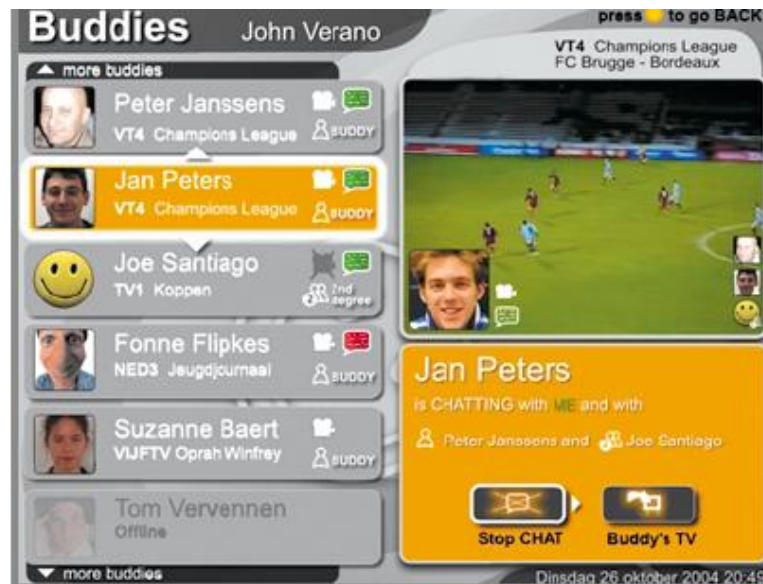 Buddies John Verano
press to go BACK
VT4 Champions League
FC Brugge - Bordeaux
more buddies
Peter Janssens
VT4 Champions League
BUDDY
Jan Peters
VT4 Champions League
BUDDY
Joe Santiago
TV1 Koppen
2nd
degree
Fonne Flipkes
NED3 Jeugdjournaal
BUDDY
Suzanne Baert
VIJFTV Oprah Winfrey
BUDDY
Tom Vervennen
Offline
more buddies
Jan Peters
is CHATTING with ME and with
Peter Janssens and Joe Santiago
Stop CHAT
Buddy's TV
Dinsdag 26 oktober 2004 20:49